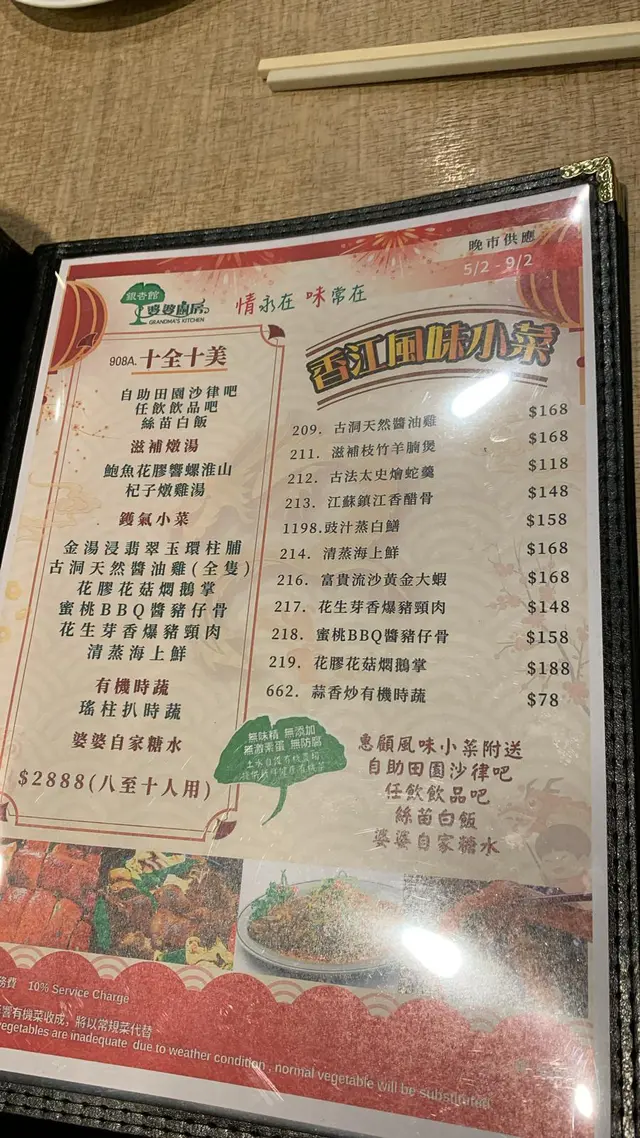 晚市供應
5/2 - 9/2
銀杏館
婆婆廚房
GRANDMA'S KITCHEN
情永在 味常在
908A. 十全十美
自助田園沙律吧
任飲飲品吧
絲苗白飯
滋補燉湯
鮑魚花膠響螺淮山
杞子燉雞湯
鑊氣小菜
金湯浸翡翠玉環柱脯
古洞天然醬油雞(全隻)
花膠花菇燜鵝掌
蜜桃BBQ醬豬仔骨
花生芽香爆豬頸肉
清蒸海上鮮
有機時蔬
瑤柱扒時蔬
婆婆自家糖水
$2888(八至十人用)
香江風味小菜
209. 古洞天然醬油雞 $168
211. 滋補枝竹羊腩煲 $168
212. 古法太史燴蛇羹 $118
213. 江蘇鎮江香醋骨 $148
1198. 豉汁蒸白鱔 $158
214. 清蒸海上鮮 $168
216. 富貴流沙黃金大蝦 $168
217. 花生芽香爆豬頸肉 $148
218. 蜜桃BBQ醬豬仔骨 $158
219. 花膠花菇燜鵝掌 $188
662. 蒜香炒有機時蔬 $78
無味精 無添加
無激素蛋 無防腐
惠顧風味小菜附送
自助田園沙律吧
任飲飲品吧
絲苗白飯
婆婆自家糖水
務費 10% Service Charge
響有機菜收成，將以常規菜代替
vegetables are inadequate due to weather condition, normal vegetable will be substituted